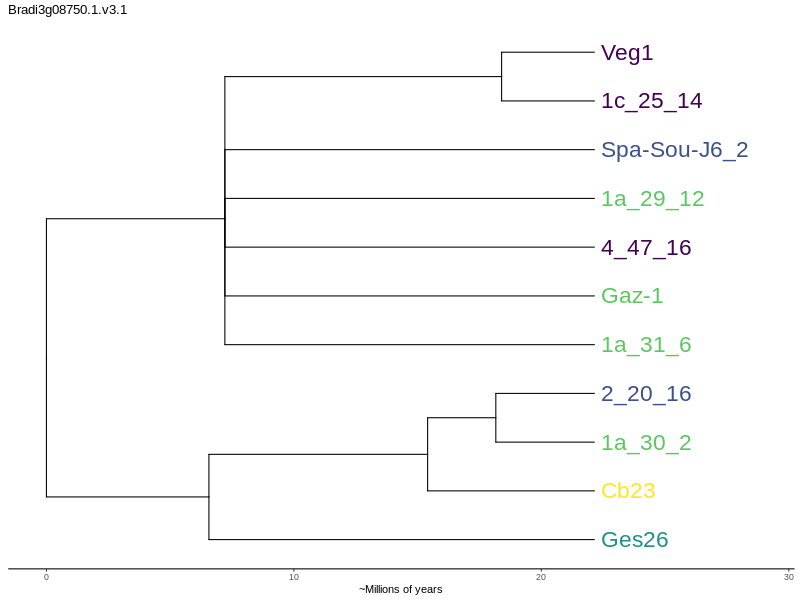 Bradi3g08750.1.v3.1
Veg1
1c_25_14
Spa-Sou-J6_2
1a_29_12
4_47_16
Gaz-1
1a_31_6
2_20_16
1a_30_2
Cb23
Ges26
0 10 20 30
~Millions of years